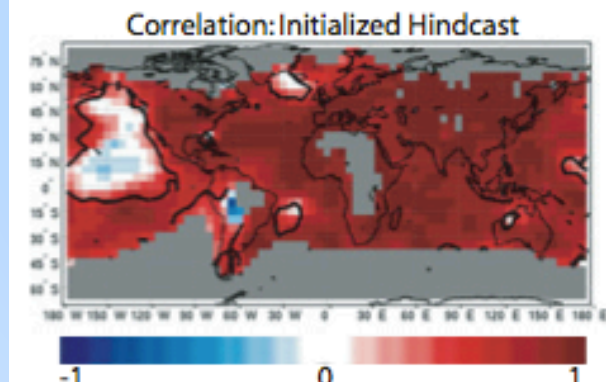 Correlation: Initialized Hindcast
75° N
60° N
45° N
30° N
15° N
0°
15° S
30° S
45° S
60° S
180 W 150 W 120 W 90 W 60 W 30 W 0 30 E 60 E 90 E 120 E 150 E 180 E
-1 0 1